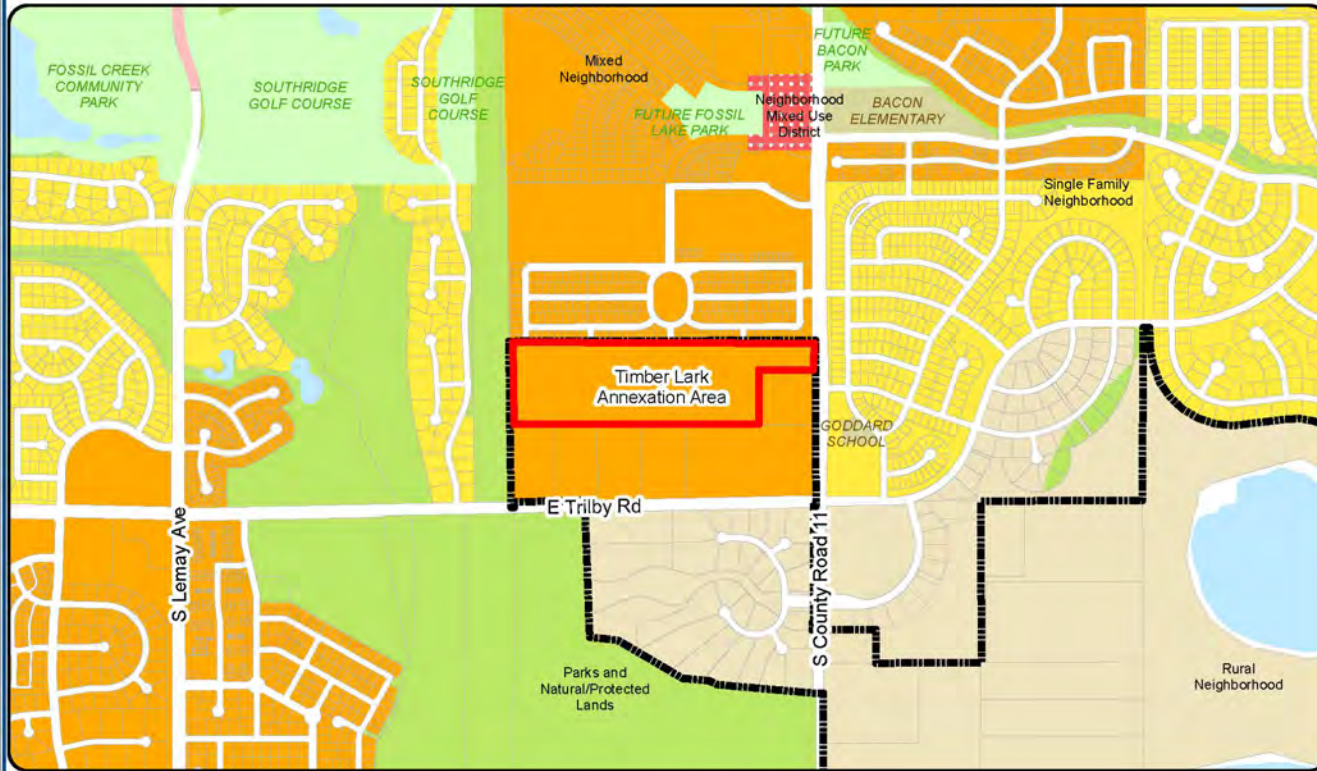 FOSSIL CREEK
COMMUNITY
PARK
SOUTHRIDGE
GOLF COURSE
SOUTHRIDGE
GOLF
COURSE
Mixed
Neighborhood
FUTURE FOSSIL
LAKE PARK
Neighborhood
Mixed Use
District
FUTURE
BACON
PARK
BACON
ELEMENTARY
Single Family
Neighborhood
Timber Lark
Annexation Area
GODDARD
SCHOOL
E Trilby Rd
S Lemay Ave
S County Road 11
Parks and
Natural/Protected
Lands
Rural
Neighborhood